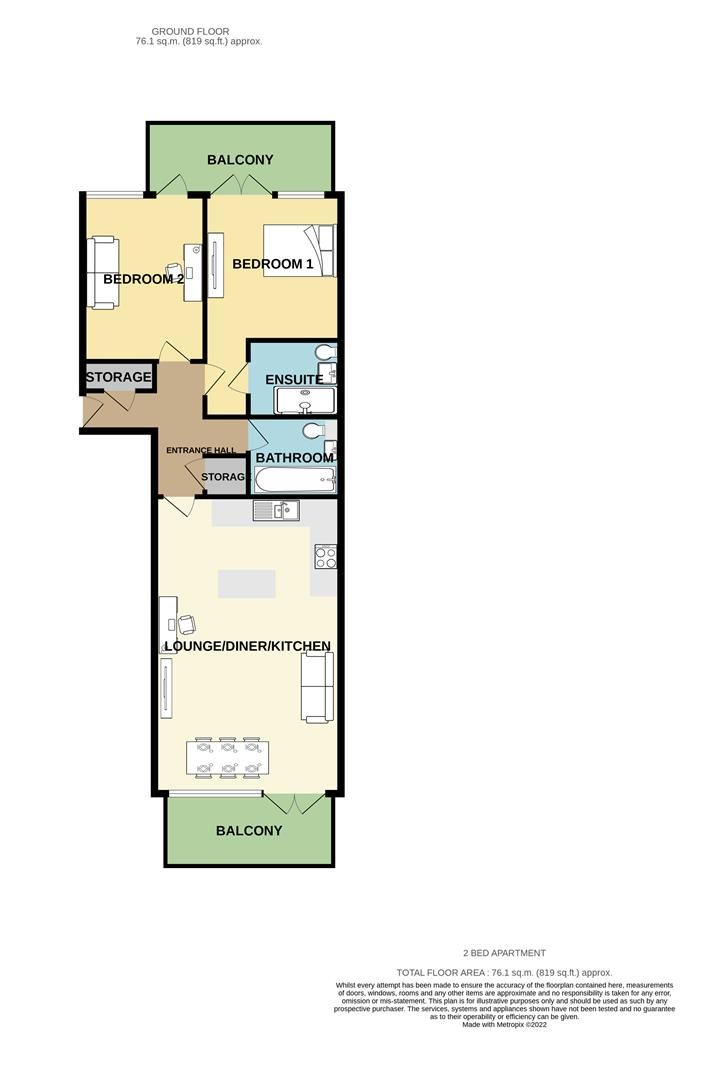 GROUND FLOOR
76.1 sq.m. (819 sq.ft.) approx.
BALCONY
BEDROOM 1
BEDROOM 2
STORAGE
ENSUITE
ENTRANCE HALL
BATHROOM
STORAGE
LOUNGE/DINER/KITCHEN
BALCONY
2 BED APARTMENT
TOTAL FLOOR AREA : 76.1 sq.m. (819 sq.ft.) approx.
Whilst every attempt has been made to ensure the accuracy of the floorplan contained here, measurements
of doors, windows, rooms and any other items are approximate and no responsibility is taken for any error,
omission or mis-statement. This plan is for illustrative purposes only and should be used as such by any
prospective purchaser. The services, systems and appliances shown have not been tested and no guarantee
as to their operability or efficiency can be given.
Made with Metropix ©2022